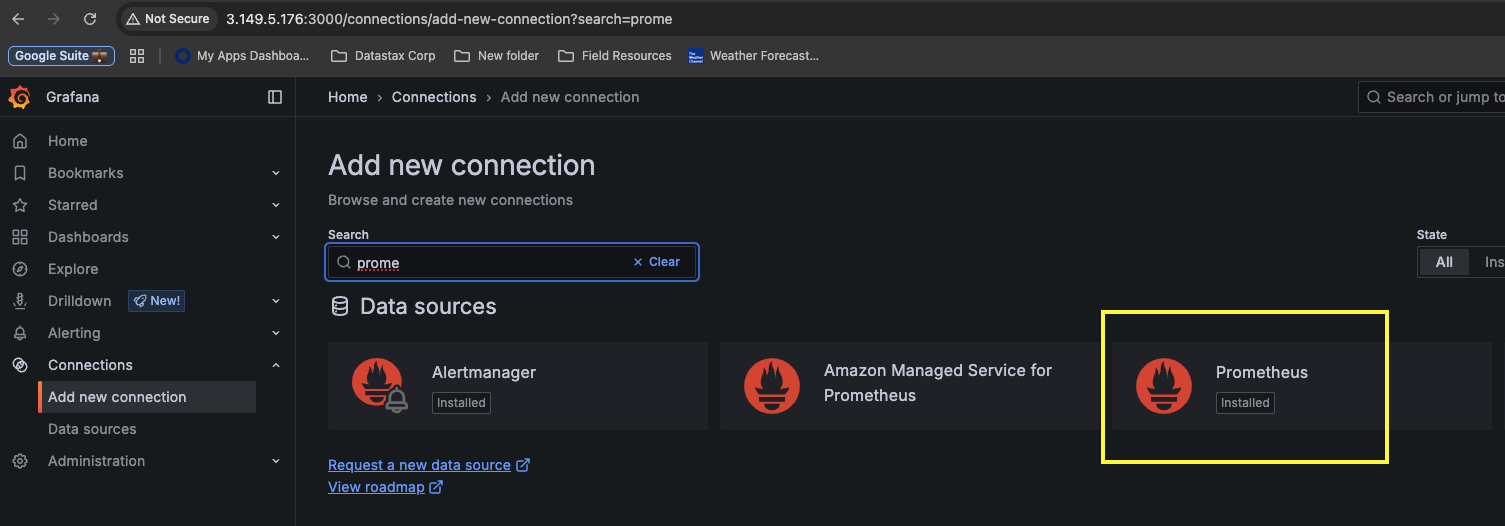 Not Secure 3.149.5.176:3000/connections/add-new-connection?search=prome
Google Suite My Apps Dashboa... Datastax Corp New folder Field Resources Weather Forecast...
Grafana
Home › Connections › Add new connection
Search or jump to
Home
Bookmarks
Starred
Dashboards
Explore
Drilldown New!
Alerting
Connections
Add new connection
Data sources
Administration
Add new connection
Browse and create new connections
Search
prome
Clear
State
All Ins
Data sources
Alertmanager
Installed
Amazon Managed Service for
Prometheus
Prometheus
Installed
Request a new data source
View roadmap